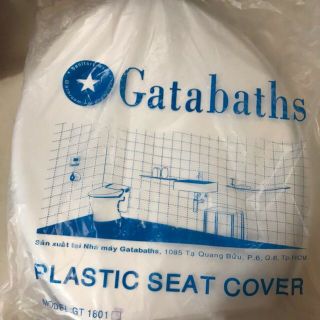 Gatabaths
Sản xuất tại Nhà máy Gatabaths, 1085 Tạ Quang Bửu, P.6, Q.8, Tp.HCM
PLASTIC SEAT COVER
MODEL GT 1601